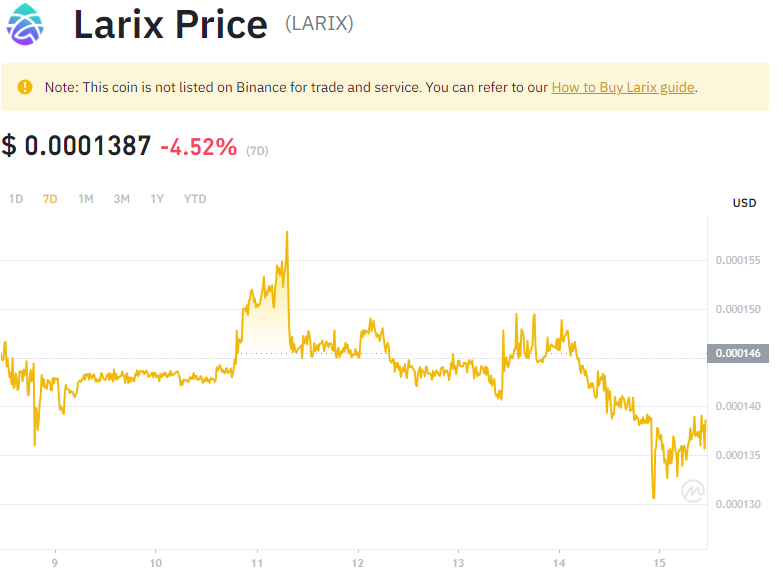 Larix Price (LARIX)
Note: This coin is not listed on Binance for trade and service. You can refer to our How to Buy Larix guide.
$ 0.0001387 -4.52% (7D)
1D 7D 1M 3M 1Y YTD
USD
0.000155
0.000150
0.000146
0.000140
0.000135
0.000130
9 10 11 12 13 14 15